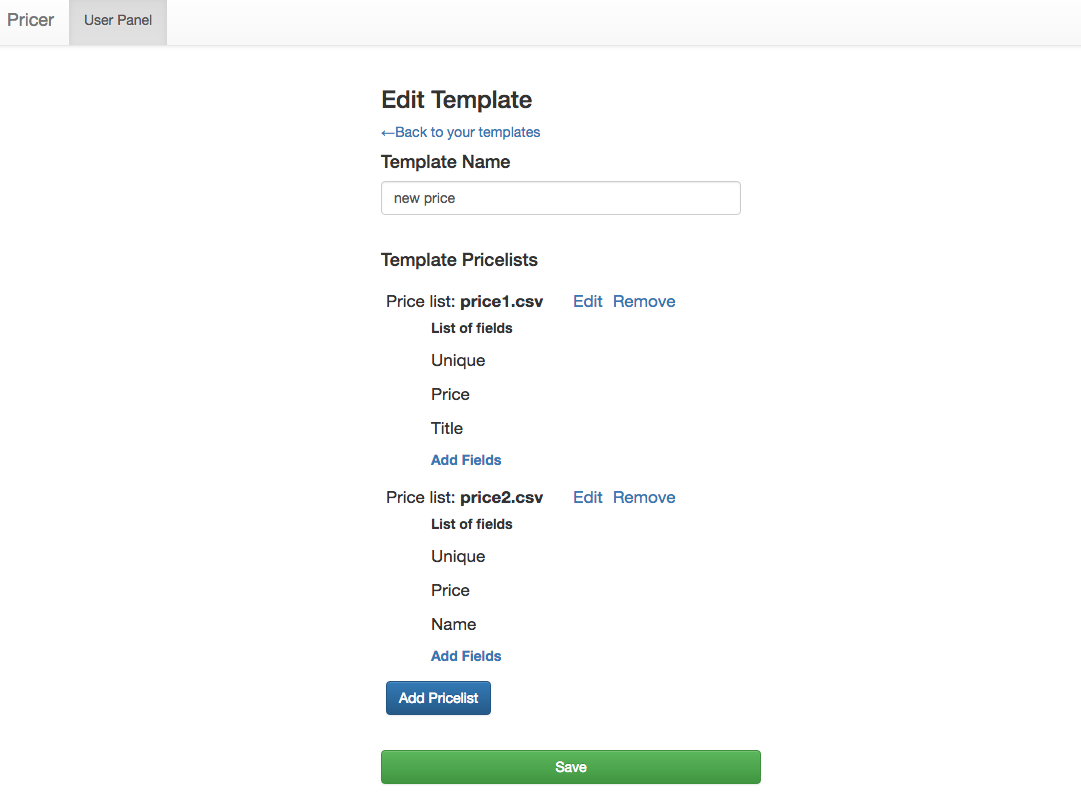 Pricer User Panel
Edit Template
←Back to your templates
Template Name
new price
Template Pricelists
Price list: price1.csv Edit Remove
List of fields
Unique
Price
Title
Add Fields
Price list: price2.csv Edit Remove
List of fields
Unique
Price
Name
Add Fields
Add Pricelist
Save